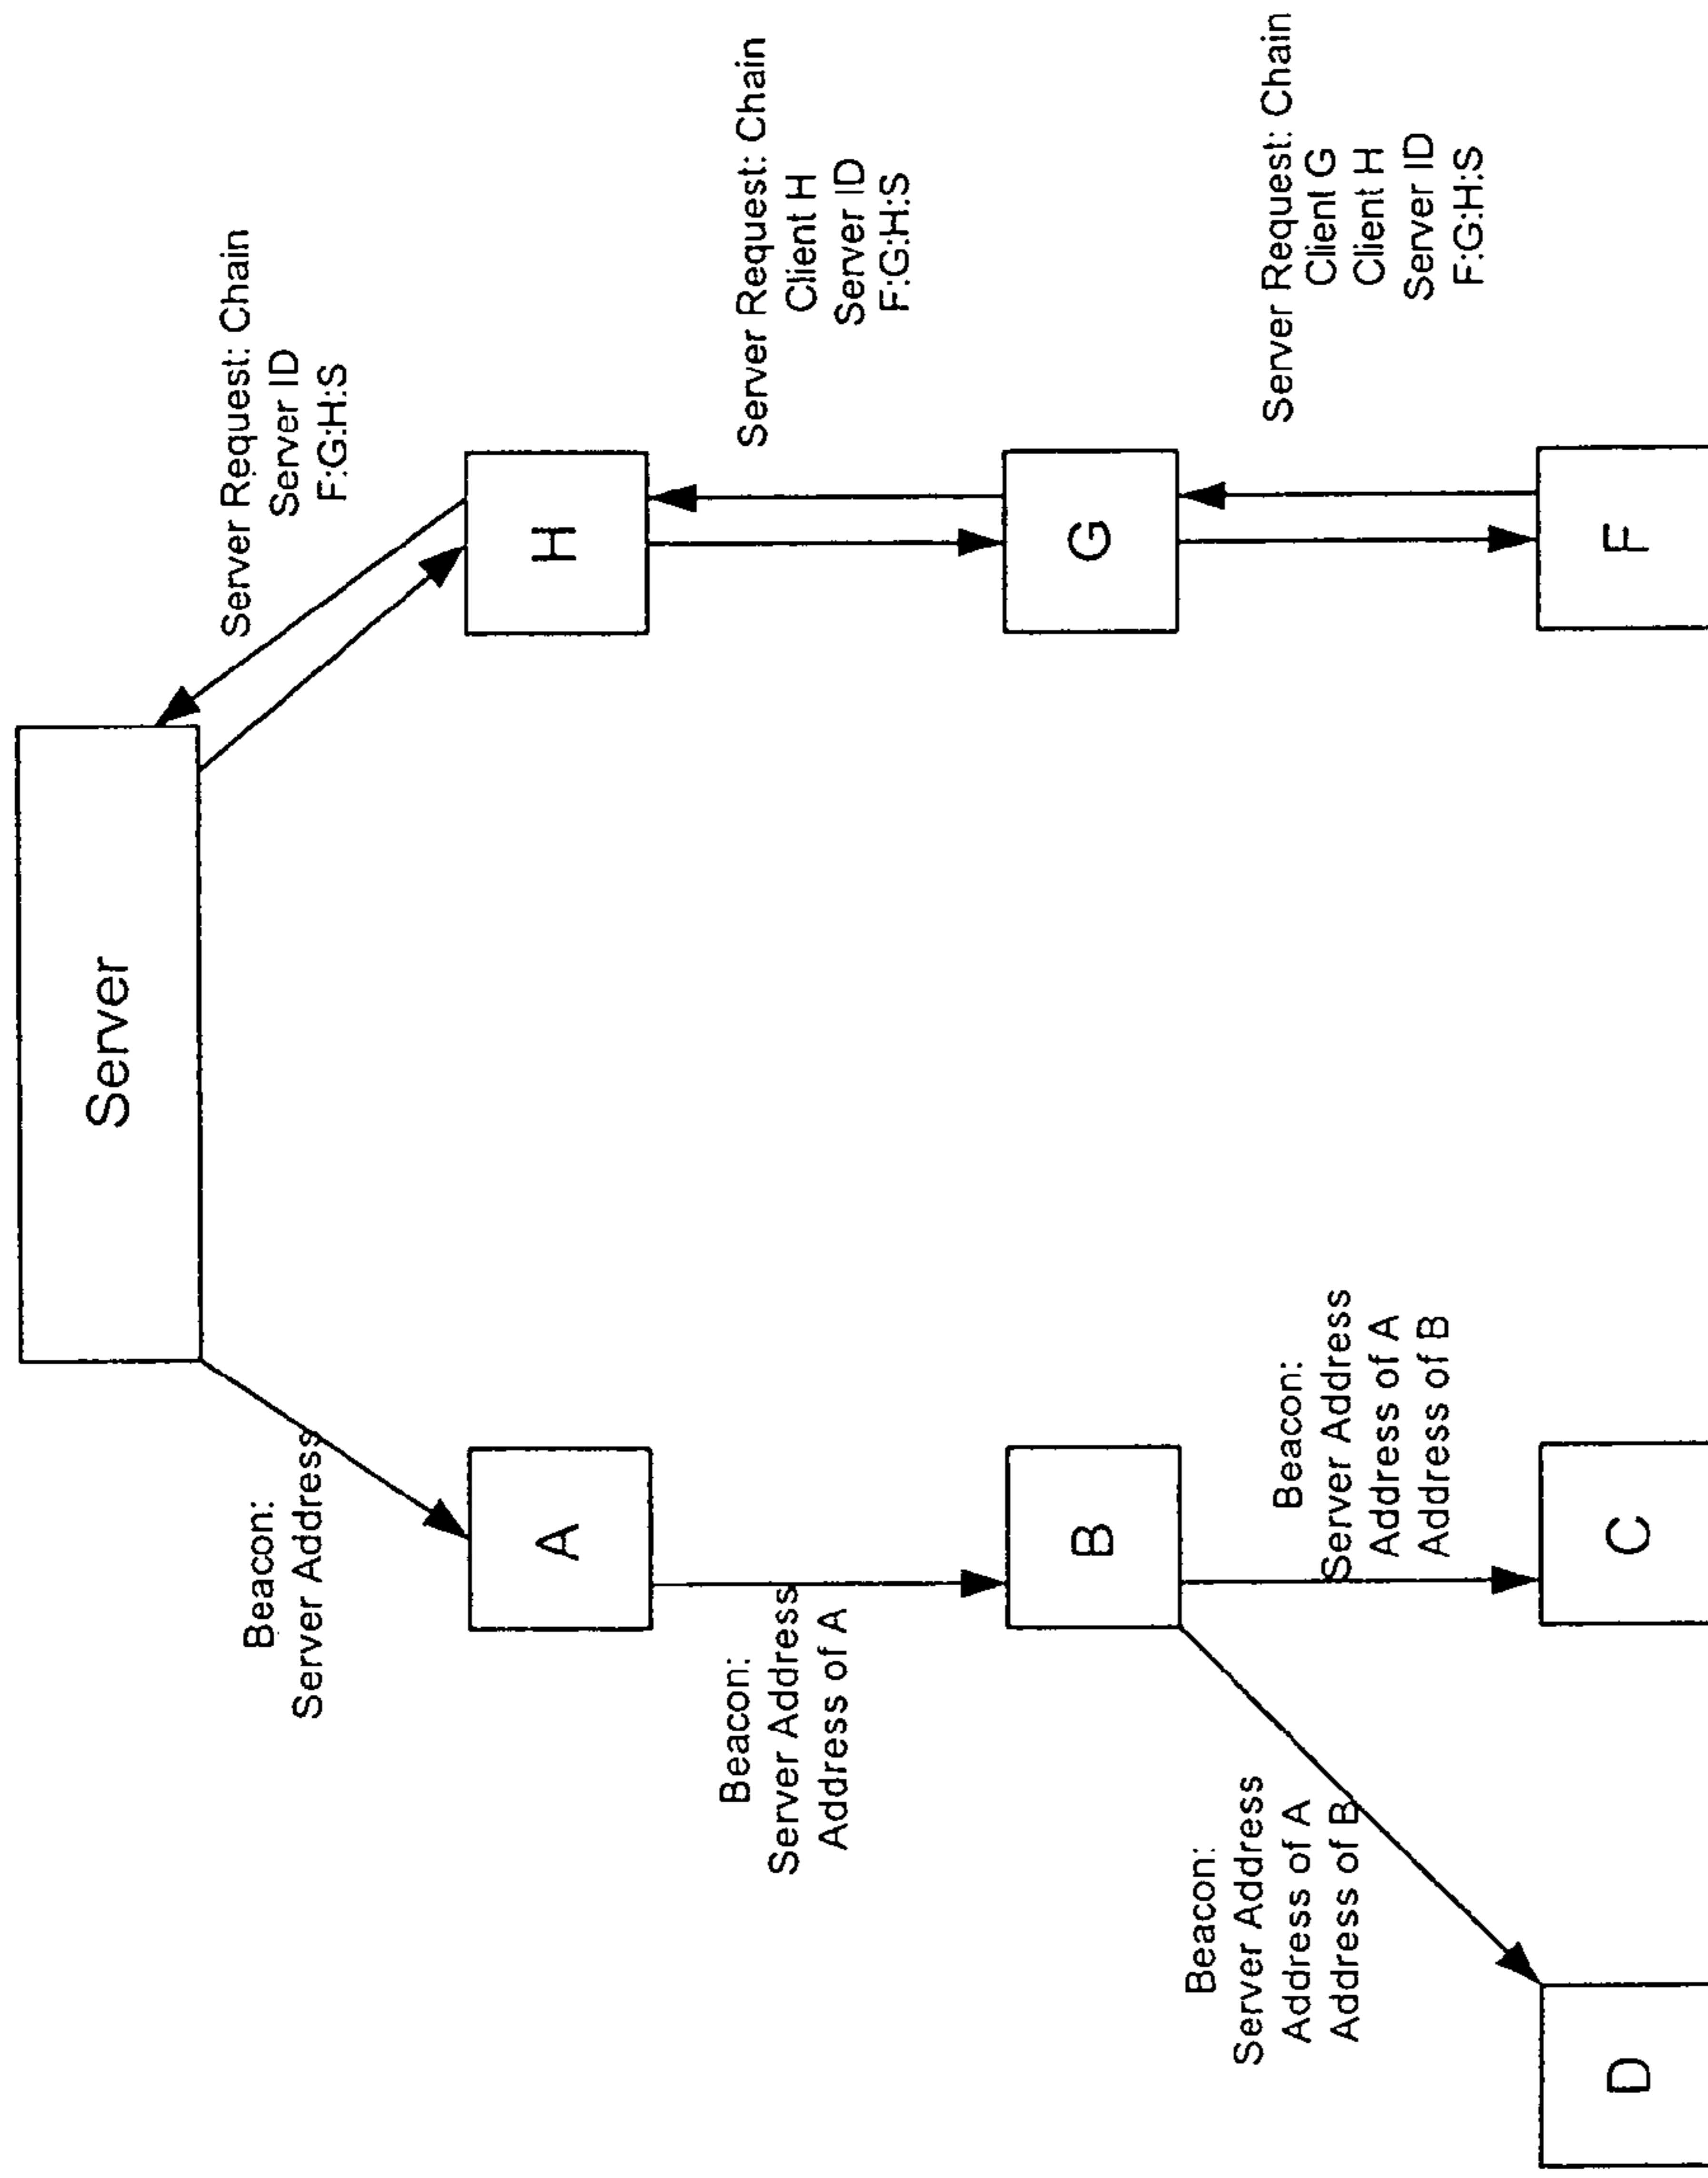 Server
Beacon:
Server Address
Server Request: Chain
Server ID
F:G:H:S
A
H
Beacon:
Server Address
Address of A
Server Request: Chain
Client H
Server ID
F:G:H:S
B
G
Beacon:
Server Address
Address of A
Address of B
Beacon:
Server Address
Address of A
Address of B
Server Request: Chain
Client G
Client H
Server ID
F:G:H:S
D
C
F